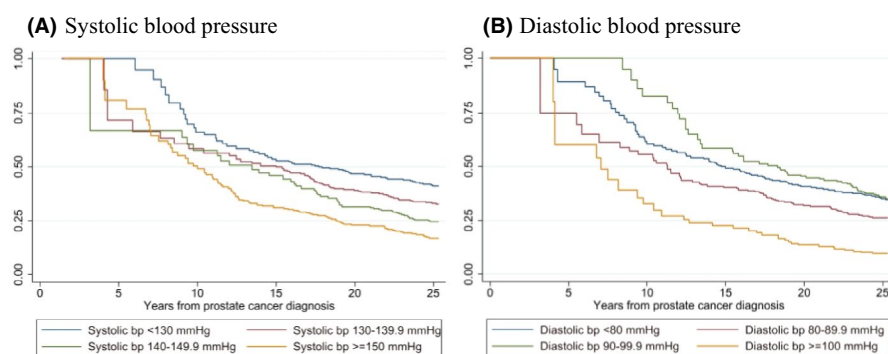 (A) Systolic blood pressure
1.00
0.75
0.50
0.25
0.00
0 5 10 15 20 25
Years from prostate cancer diagnosis
Systolic bp <130 mmHg Systolic bp 130-139.9 mmHg
Systolic bp 140-149.9 mmHg Systolic bp >=150 mmHg
(B) Diastolic blood pressure
1.00
0.75
0.50
0.25
0.00
0 5 10 15 20 25
Years from prostate cancer diagnosis
Diastolic bp <80 mmHg Diastolic bp 80-89.9 mmHg
Diastolic bp 90-99.9 mmHg Diastolic bp >=100 mmHg